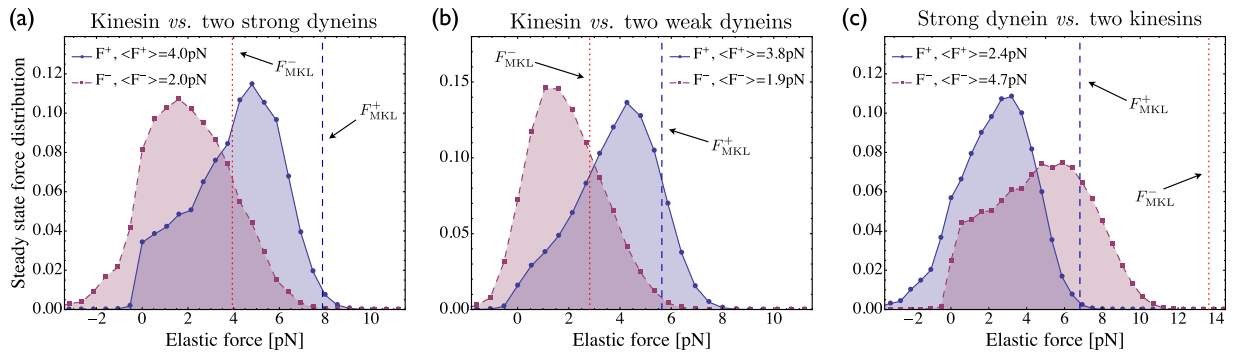 (a) Kinesin vs. two strong dyneins
Steady state force distribution
0.12
0.10
0.08
0.06
0.04
0.02
0.00
F⁺, <F⁺>=4.0pN
F⁻, <F⁻>=2.0pN
F⁻MKL
F⁺MKL
−2 0 2 4 6 8 10
Elastic force [pN]
(b) Kinesin vs. two weak dyneins
0.15
0.10
0.05
0.00
F⁺, <F⁺>=3.8pN
F⁻, <F⁻>=1.9pN
F⁻MKL
F⁺MKL
0 2 4 6 8 10
Elastic force [pN]
(c) Strong dynein vs. two kinesins
0.12
0.10
0.08
0.06
0.04
0.02
0.00
F⁺, <F⁺>=2.4pN
F⁻, <F⁻>=4.7pN
F⁺MKL
F⁻MKL
−2 0 2 4 6 8 10 12 14
Elastic force [pN]